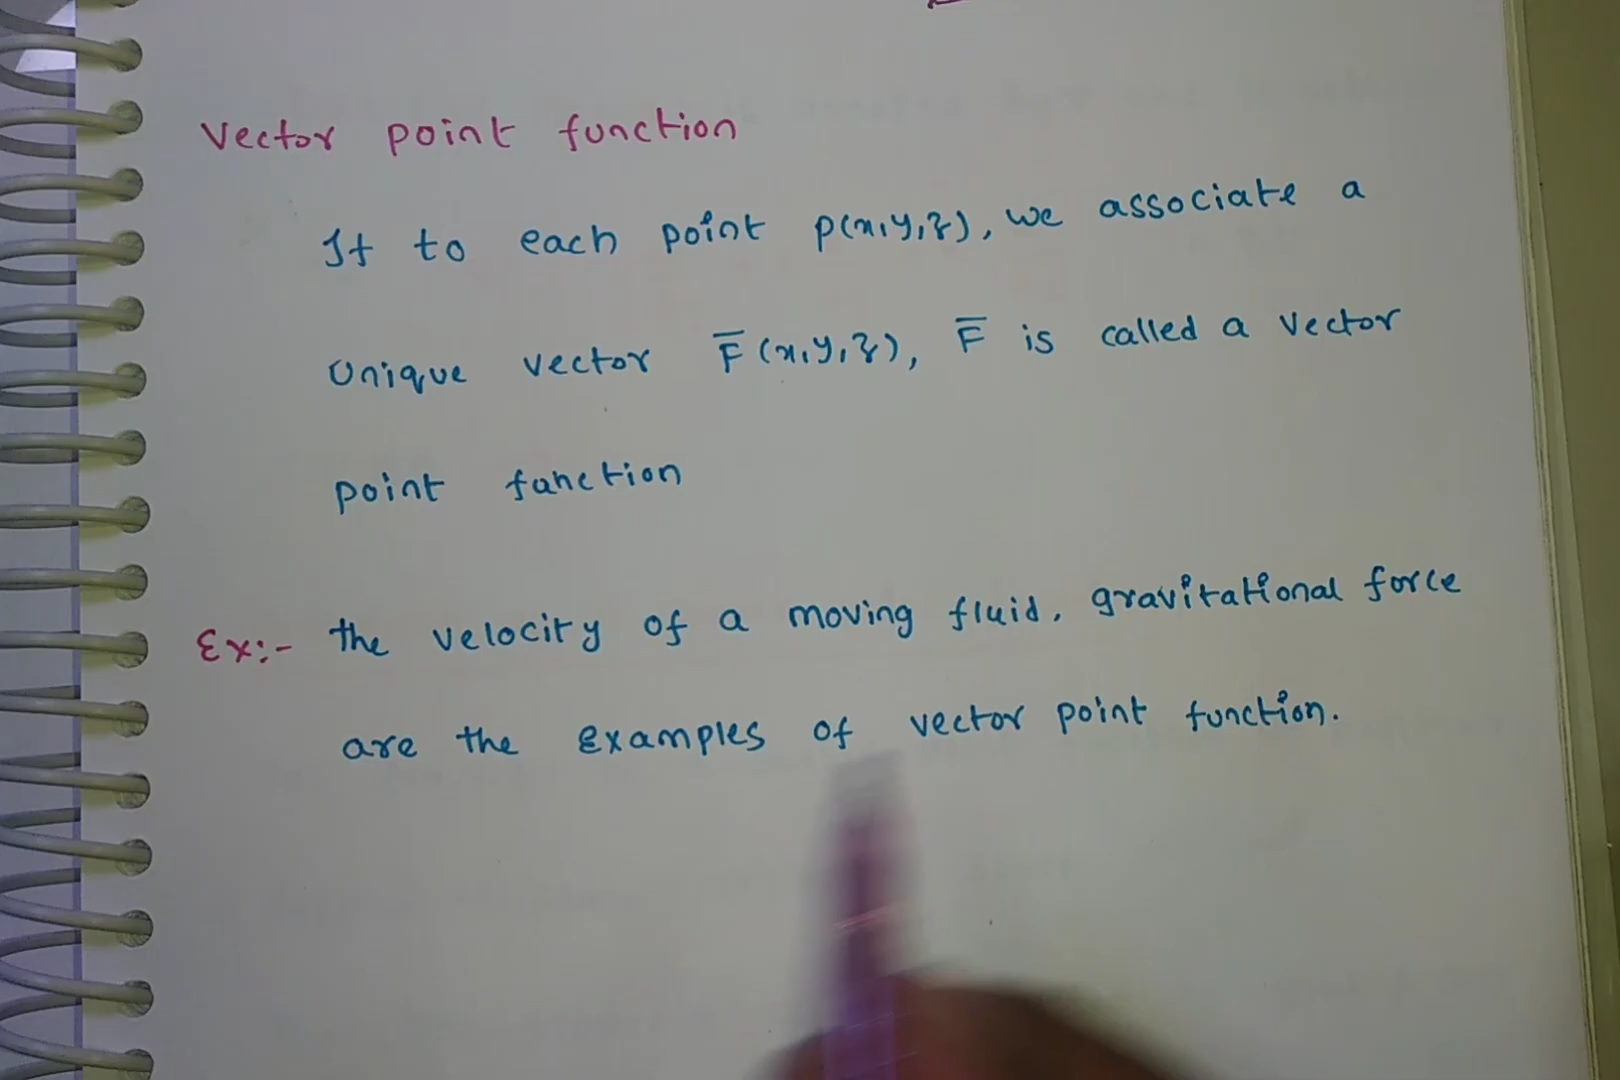 Vector point function
If to each point P(x,y,z), we associate a
Unique vector F̅(x,y,z), F̅ is called a vector
point function
Ex:- the velocity of a moving fluid, gravitational force
are the Examples of vector point function.